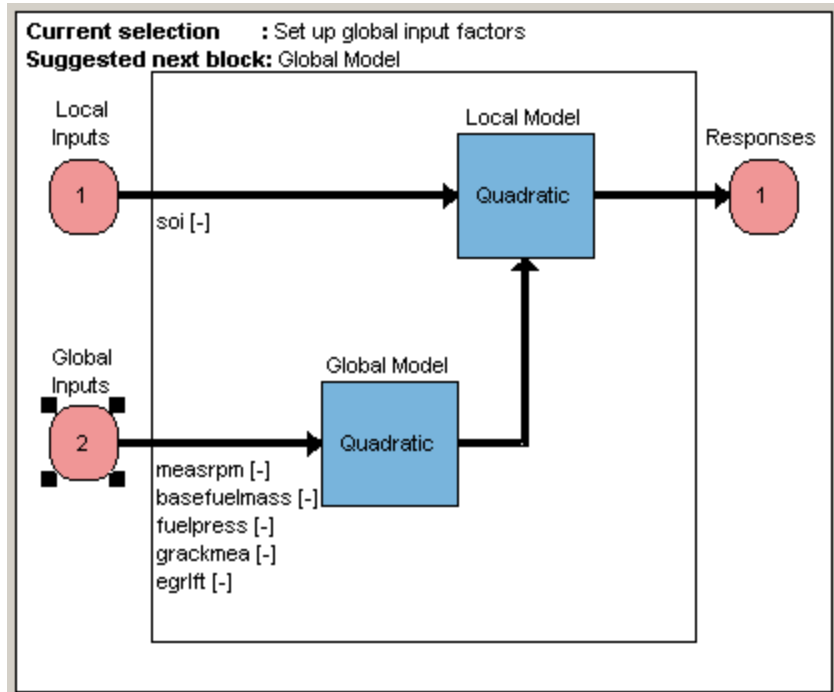 Current selection : Set up global input factors
Suggested next block: Global Model
Local
Inputs
1
soi [-]
Local Model
Quadratic
Responses
1
Global
Inputs
2
measrpm [-]
basefuelmass [-]
fuelpress [-]
grackmea [-]
egrlft [-]
Global Model
Quadratic